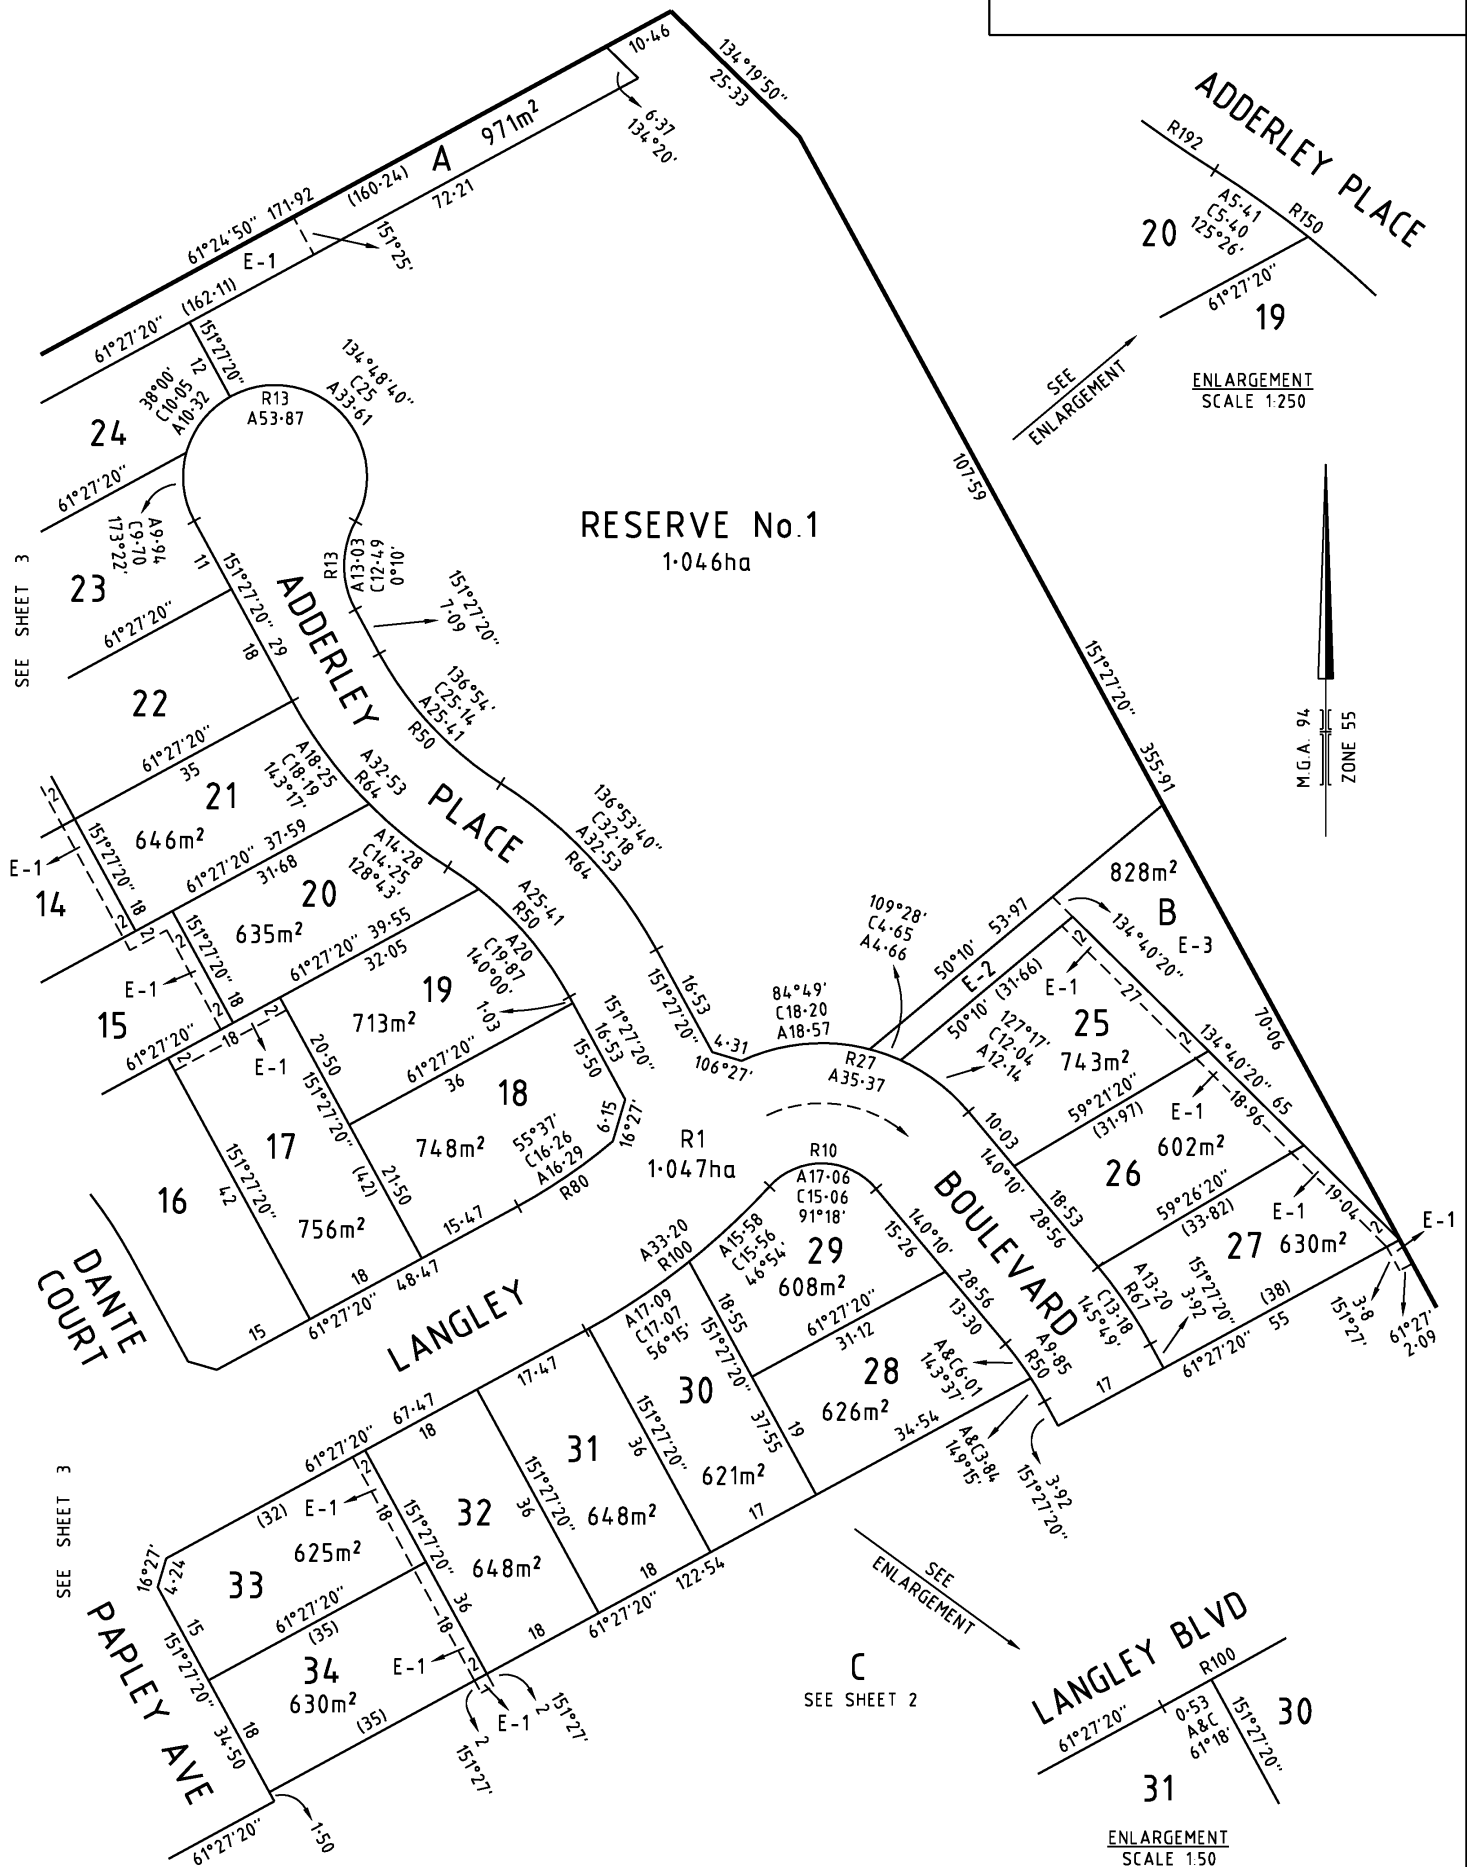 10·46
134°19'50"
25·33
6·37
134°20'
A
971m²
61°24'50" 171·92
(160·24)
72·21
151°25'
E-1
61°27'20" (162·11)
151°27'20"
12
38°00'
C10·05
A10·32
R13
A53·87
134°48'40"
C25
A33·61
24
61°27'20"
A9·94
C9·70
173°22'
SEE SHEET 3
23
11
151°27'20" 29
61°27'20"
18
22
ADDERLEY
PLACE
R13
A13·03
C12·49
0°10'
151°27'20"
7·09
136°54'
C25·14
A25·41
R50
RESERVE No.1
1·046ha
107·59
151°27'20"
355·91
ADDERLEY PLACE
R192
A5·41
C5·40
125°26'
R150
20
61°27'20"
19
SEE
ENLARGEMENT
ENLARGEMENT
SCALE 1:250
M.G.A. 94
ZONE 55
61°27'20"
35
A18·25
C18·19
143°17'
A32·53
R64
21
646m²
2
151°27'20"
18
E-1
14
2
2
61°27'20" 37·59
31·68
A14·28
C14·25
128°43'
20
635m²
2
151°27'20"
18
2
E-1
15
61°27'20" 39·55
32·05
A25·41
R50
A20
C19·87
140°00'
136°53'40"
C32·18
A32·53
R64
19
713m²
1·03
61°27'20"
2
18
2
E-1
20·50
151°27'20"
(42)
21·50
61°27'20"
36
151°27'20"
16·53
15·50
18
748m²
6·15
16°27'
55°37'
C16·26
A16·29
R80
17
756m²
151°27'20"
42
16
DANTE
COURT
15
18
61°27'20" 48·47
15·47
16·53
151°27'20"
4·31
106°27'
84°49'
C18·20
A18·57
R27
A35·37
109°28'
C4·65
A4·66
50°10' 53·97
E-2
50°10' (31·66)
828m²
B
E-3
134°40'20"
70·06
2
E-1
27
25
743m²
127°17'
C12·04
A12·14
2
134°40'20" 65
18·96
59°21'20"
(31·97)
E-1
602m²
26
10·03
140°10'
18·53
28·56
59°26'20"
(33·82)
19·04
E-1
2
E-1
27 630m²
(38)
55
61°27'20"
3·8
151°27'
61°27'
2·09
A13·20
R67
C13·18
145°49'
151°27'20"
3·92
17
R1
1·047ha
LANGLEY
BOULEVARD
R10
A17·06
C15·06
91°18'
A33·20
R100
A15·58
C15·56
46°54'
29
608m²
140°10'
15·26
28·56
13·30
61°27'20"
31·12
A9·85
R50
A&C6·01
143°37'
28
626m²
34·54
A&C3·84
149°15'
3·92
151°27'20"
A17·09
C17·07
56°15'
18·55
151°27'20"
37·55
19
30
621m²
17
151°27'20"
36
31
648m²
17·47
67·47
18
61°27'20"
151°27'20"
36
18
32
648m²
151°27'20"
36
18
61°27'20" 122·54
2
E-1
18
(32)
625m²
33
16°27'
4·24
61°27'20"
(35)
15
151°27'20"
18
34·50
34
630m²
18
E-1
2
(35)
E-1
2
151°27'
2
151°27'
1·50
61°27'20"
SEE SHEET 3
PAPLEY AVE
C
SEE SHEET 2
SEE
ENLARGEMENT
LANGLEY BLVD
R100
61°27'20"
0·53
A&C
61°18'
151°27'20"
30
31
ENLARGEMENT
SCALE 1:50